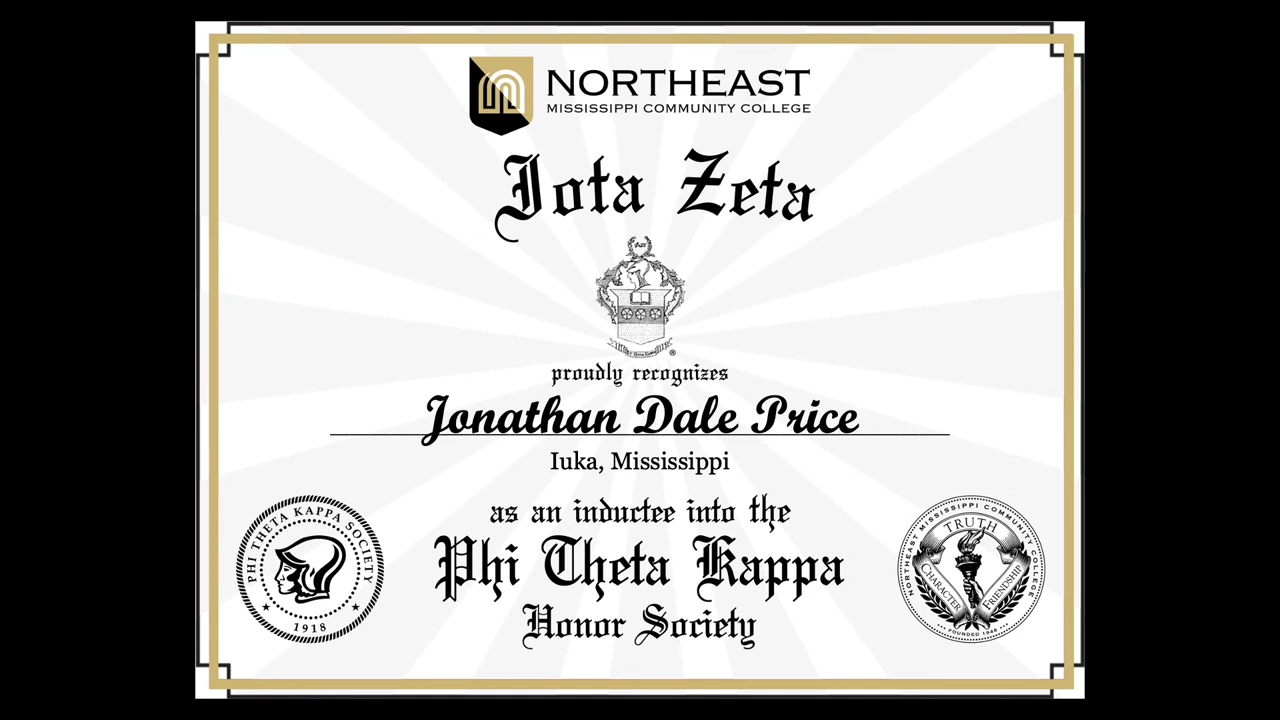 NORTHEAST
MISSISSIPPI COMMUNITY COLLEGE
Iota Zeta
proudly recognizes
Jonathan Dale Price
Iuka, Mississippi
as an inductee into the
Phi Theta Kappa
Honor Society
PHI THETA KAPPA SOCIETY
1918
NORTHEAST MISSISSIPPI COMMUNITY COLLEGE
TRUTH
CHARACTER
FRIENDSHIP
FOUNDED 1948